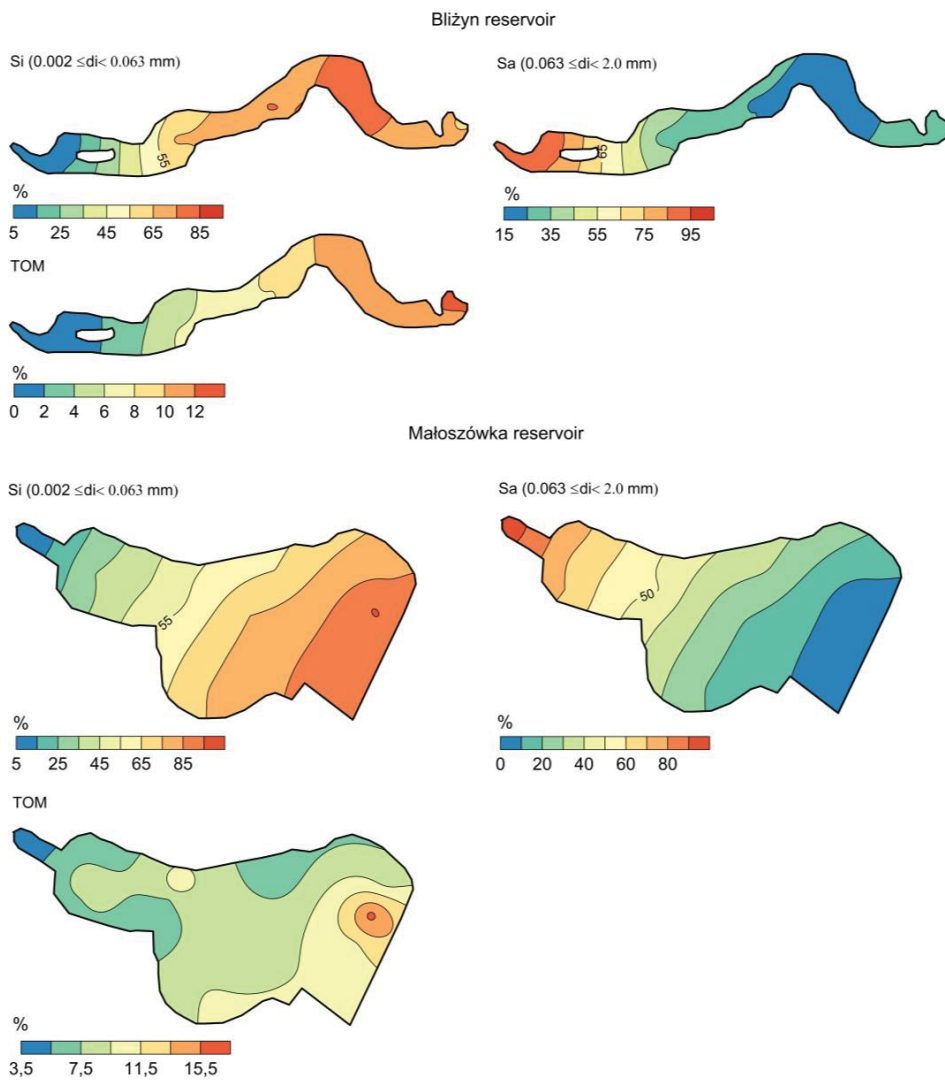 Bliżyn reservoir
Si (0.002 ≤di< 0.063 mm)
Sa (0.063 ≤di< 2.0 mm)
55
65
%
5 25 45 65 85
%
15 35 55 75 95
TOM
%
0 2 4 6 8 10 12
Małoszówka reservoir
Si (0.002 ≤di< 0.063 mm)
Sa (0.063 ≤di< 2.0 mm)
55
50
%
5 25 45 65 85
%
0 20 40 60 80
TOM
%
3,5 7,5 11,5 15,5